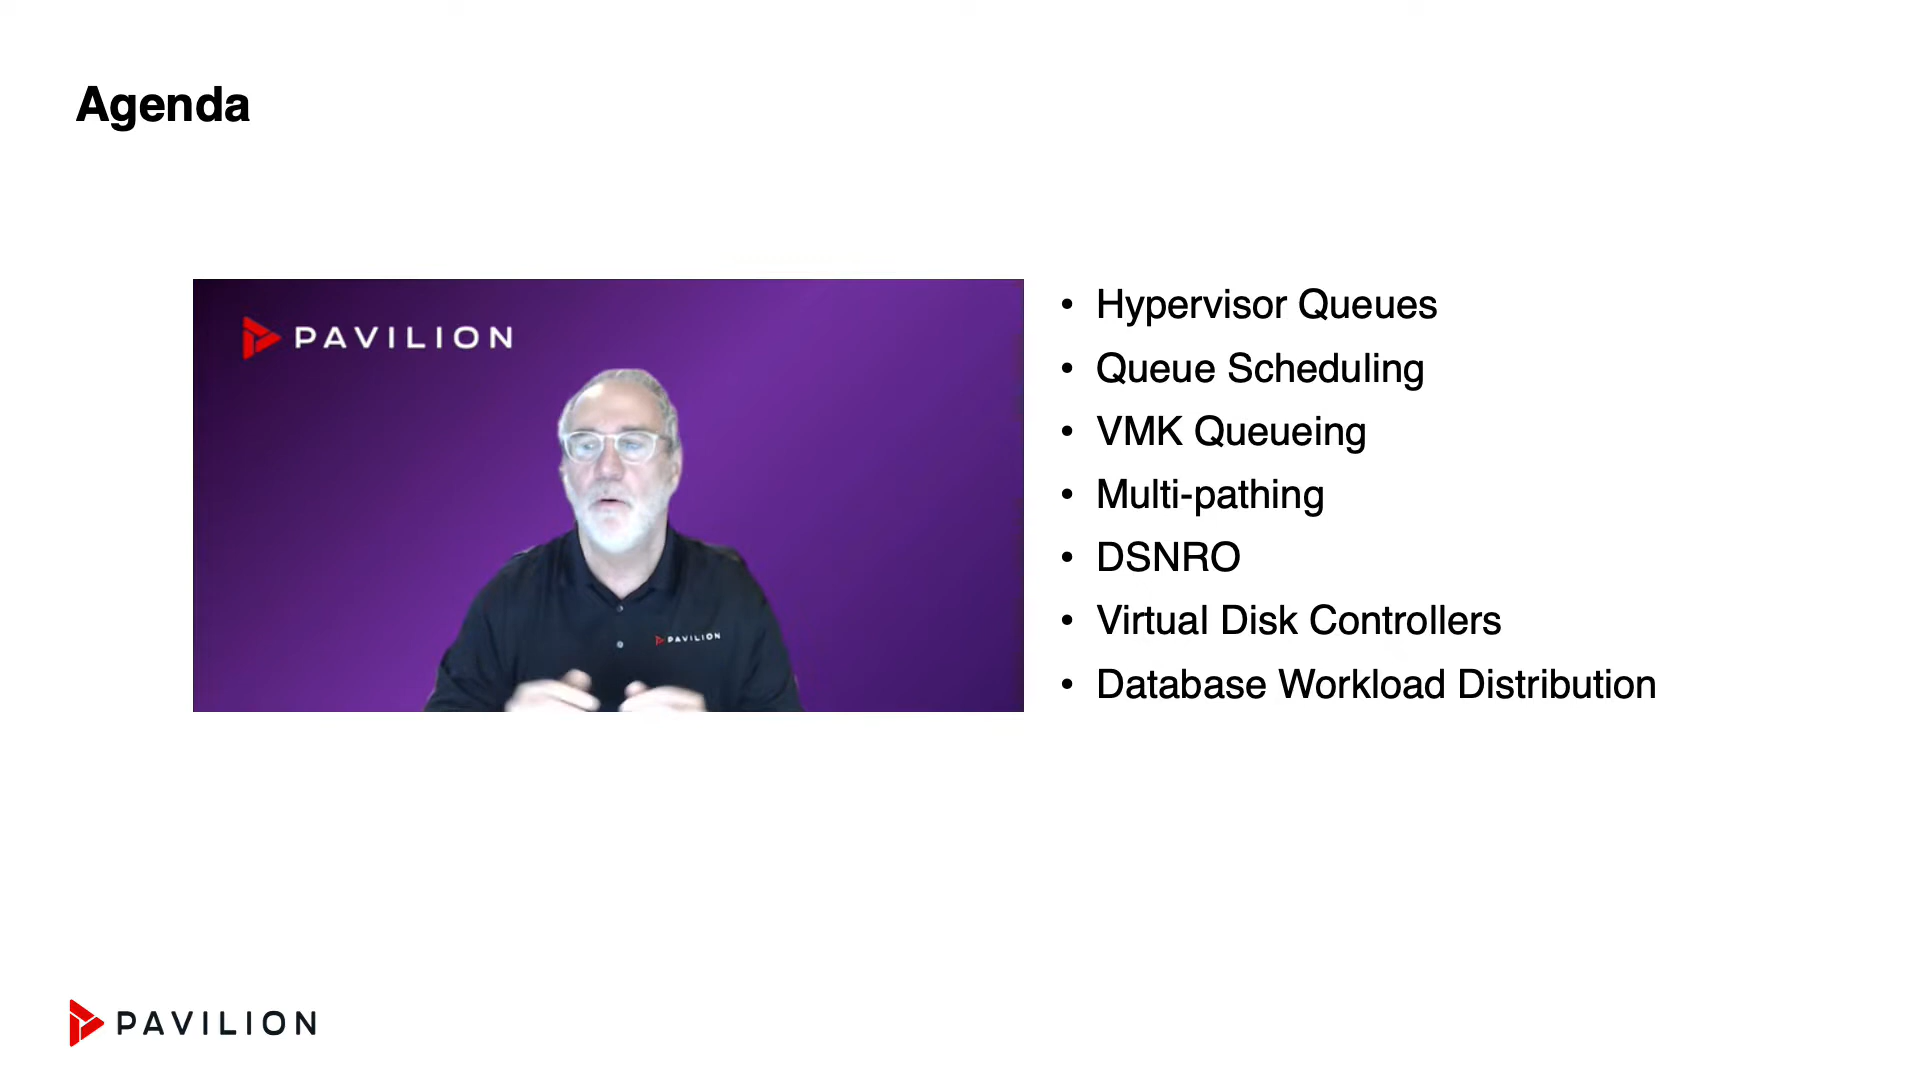 Agenda
PAVILION
PAVILION
• Hypervisor Queues
• Queue Scheduling
• VMK Queueing
• Multi-pathing
• DSNRO
• Virtual Disk Controllers
• Database Workload Distribution
PAVILION